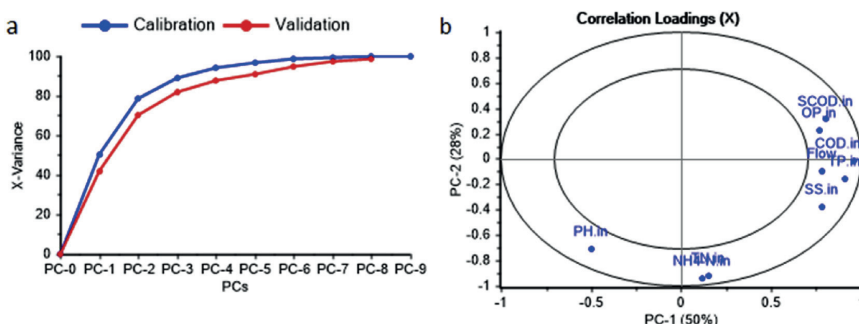 a
Calibration Validation
X-Variance
100
80
60
40
20
0
PC-0 PC-1 PC-2 PC-3 PC-4 PC-5 PC-6 PC-7 PC-8 PC-9
PCs
b
Correlation Loadings (X)
PC-2 (28%)
1
0.8
0.6
0.4
0.2
0
-0.2
-0.4
-0.6
-0.8
-1
SCOD.in
OP.in
COD.in
Flow
TP.in
SS.in
PH.in
NH4-N.in
TN.in
-1 -0.5 0 0.5 1
PC-1 (50%)